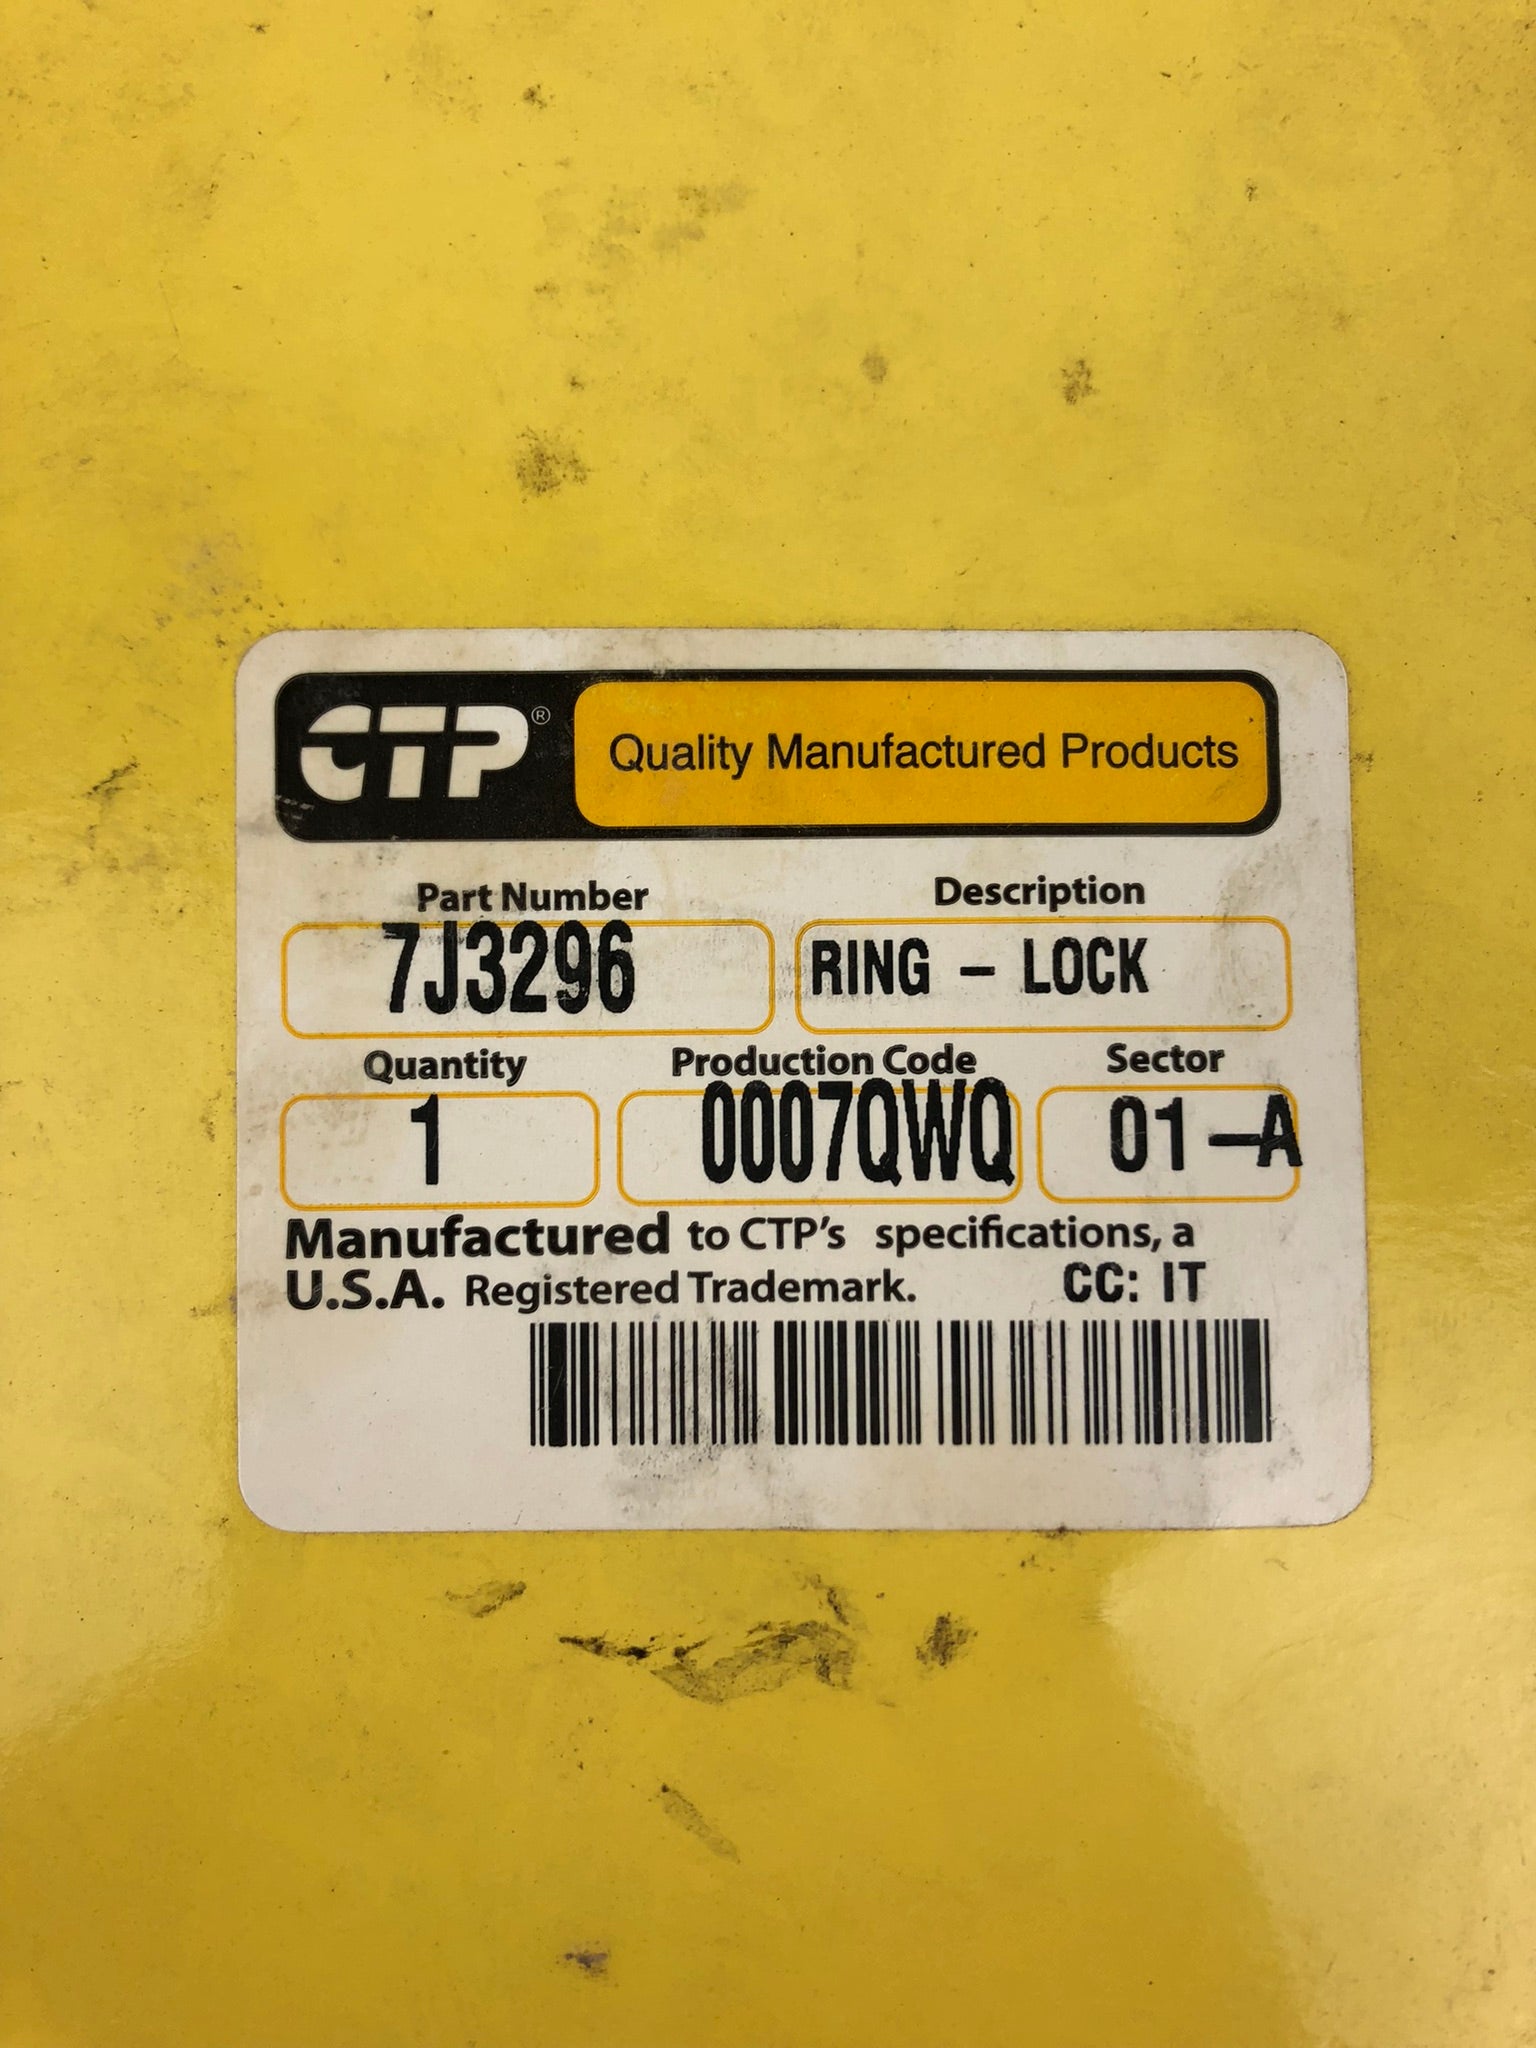 CTP® Quality Manufactured Products
Part Number Description
7J3296 RING - LOCK
Quantity Production Code Sector
1 0007QWQ 01-A
Manufactured to CTP's specifications, a
U.S.A. Registered Trademark. CC: IT